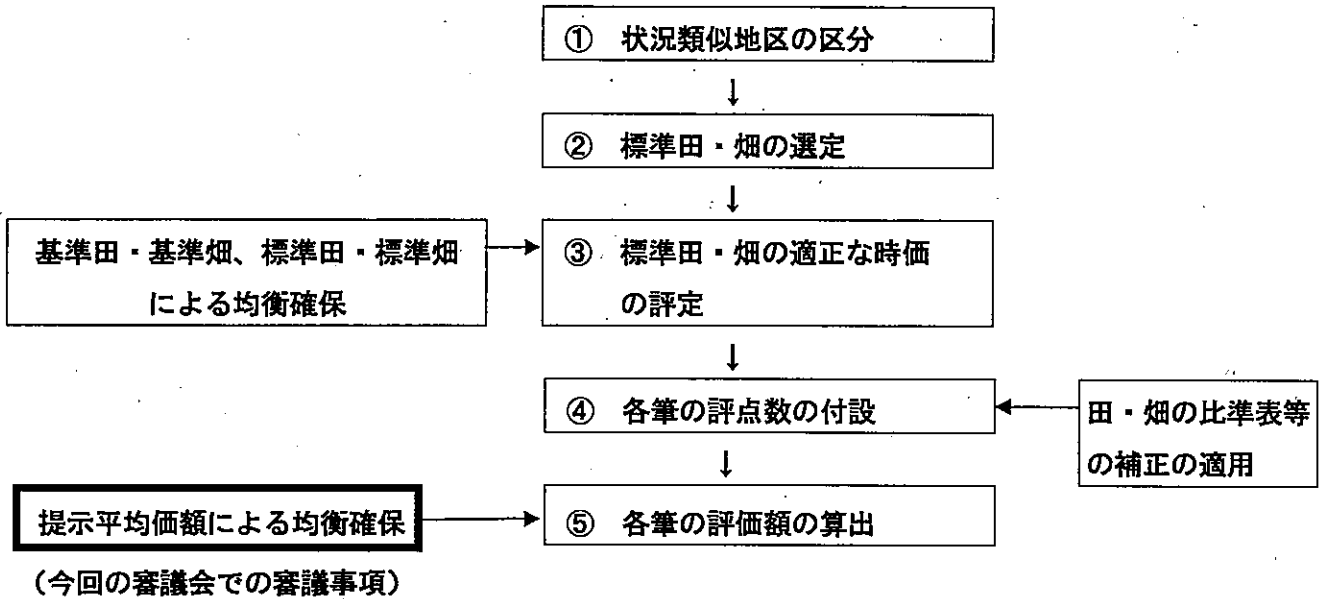 ① 状況類似地区の区分
↓
② 標準田・畑の選定
↓
基準田・基準畑、標準田・標準畑
による均衡確保
③ 標準田・畑の適正な時価
の評定
↓
④ 各筆の評点数の付設
田・畑の比準表等
の補正の適用
↓
提示平均価額による均衡確保
⑤ 各筆の評価額の算出
（今回の審議会での審議事項）